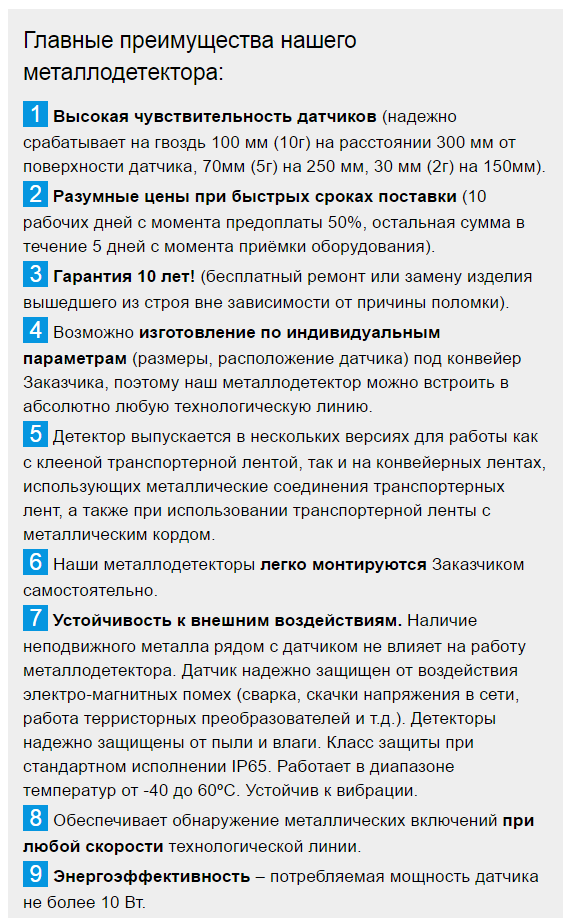 Главные преимущества нашего
металлодетектора:
1 Высокая чувствительность датчиков (надежно
срабатывает на гвоздь 100 мм (10г) на расстоянии 300 мм от
поверхности датчика, 70мм (5г) на 250 мм, 30 мм (2г) на 150мм).
2 Разумные цены при быстрых сроках поставки (10
рабочих дней с момента предоплаты 50%, остальная сумма в
течение 5 дней с момента приёмки оборудования).
3 Гарантия 10 лет! (бесплатный ремонт или замену изделия
вышедшего из строя вне зависимости от причины поломки).
4 Возможно изготовление по индивидуальным
параметрам (размеры, расположение датчика) под конвейер
Заказчика, поэтому наш металлодетектор можно встроить в
абсолютно любую технологическую линию.
5 Детектор выпускается в нескольких версиях для работы как
с клееной транспортерной лентой, так и на конвейерных лентах,
использующих металлические соединения транспортерных
лент, а также при использовании транспортерной ленты с
металлическим кордом.
6 Наши металлодетекторы легко монтируются Заказчиком
самостоятельно.
7 Устойчивость к внешним воздействиям. Наличие
неподвижного металла рядом с датчиком не влияет на работу
металлодетектора. Датчик надежно защищен от воздействия
электро-магнитных помех (сварка, скачки напряжения в сети,
работа территорных преобразователей и т.д.). Детекторы
надежно защищены от пыли и влаги. Класс защиты при
стандартном исполнении IP65. Работает в диапазоне
температур от -40 до 60ºС. Устойчив к вибрации.
8 Обеспечивает обнаружение металлических включений при
любой скорости технологической линии.
9 Энергоэффективность – потребляемая мощность датчика
не более 10 Вт.